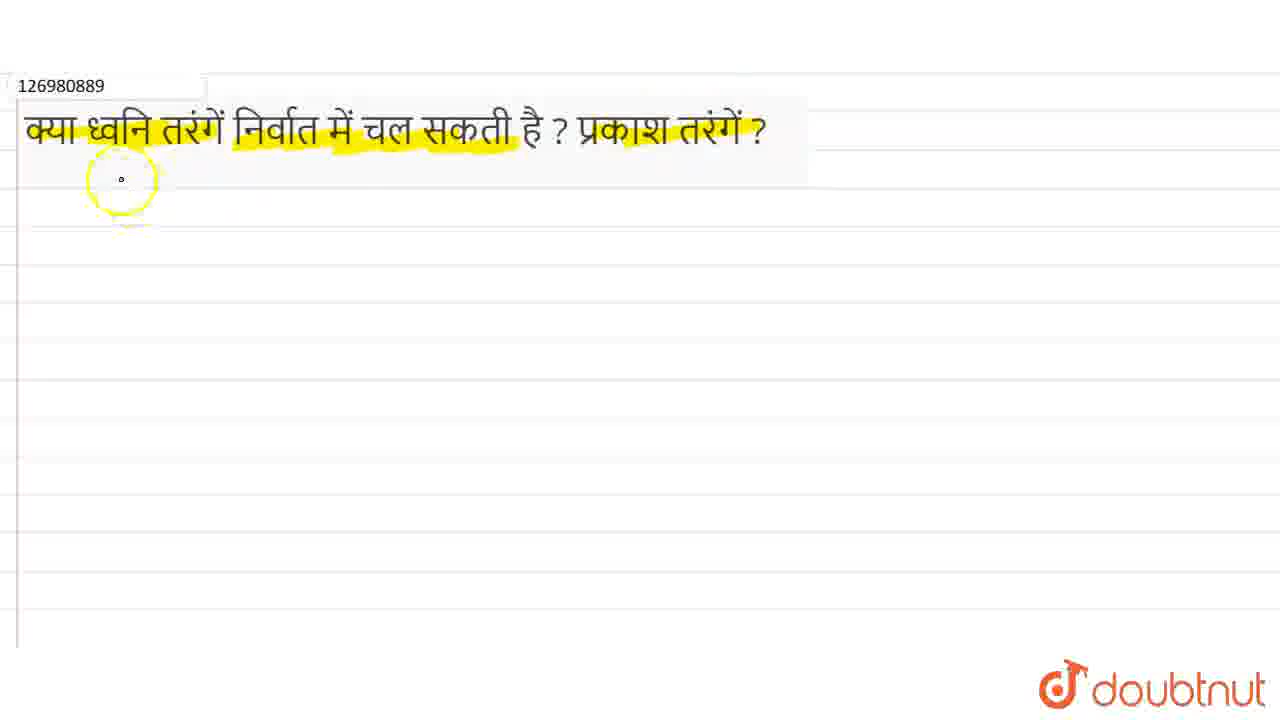 126980889
क्या ध्वनि तरंगें निर्वात में चल सकती है ? प्रकाश तरंगें ?
doubtnut